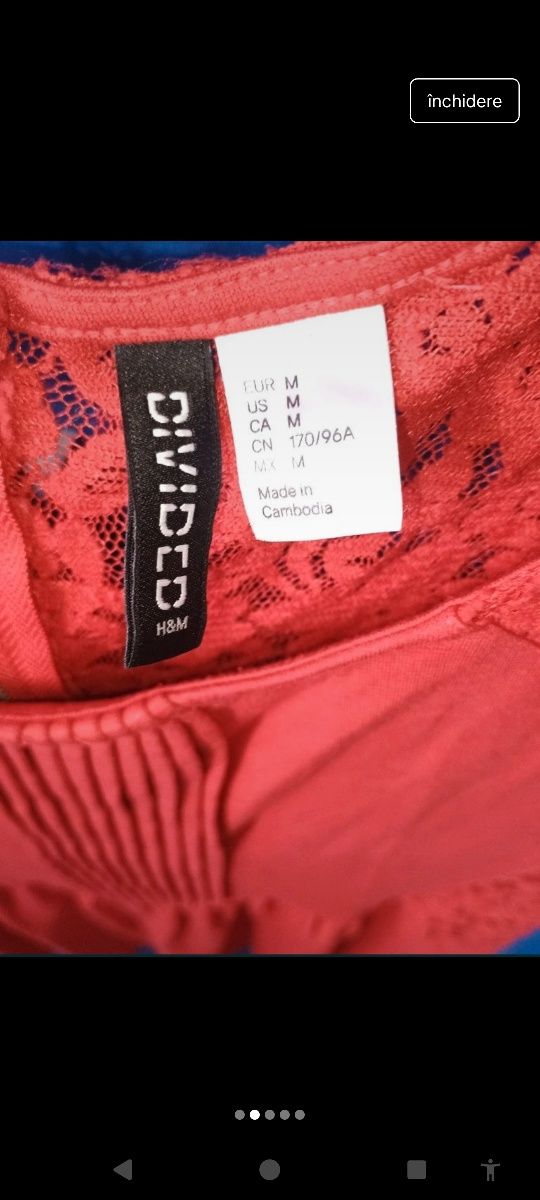 închidere
DIVIDED
H&M
EUR M
US M
CA M
CN 170/96A
MX M
Made in
Cambodia